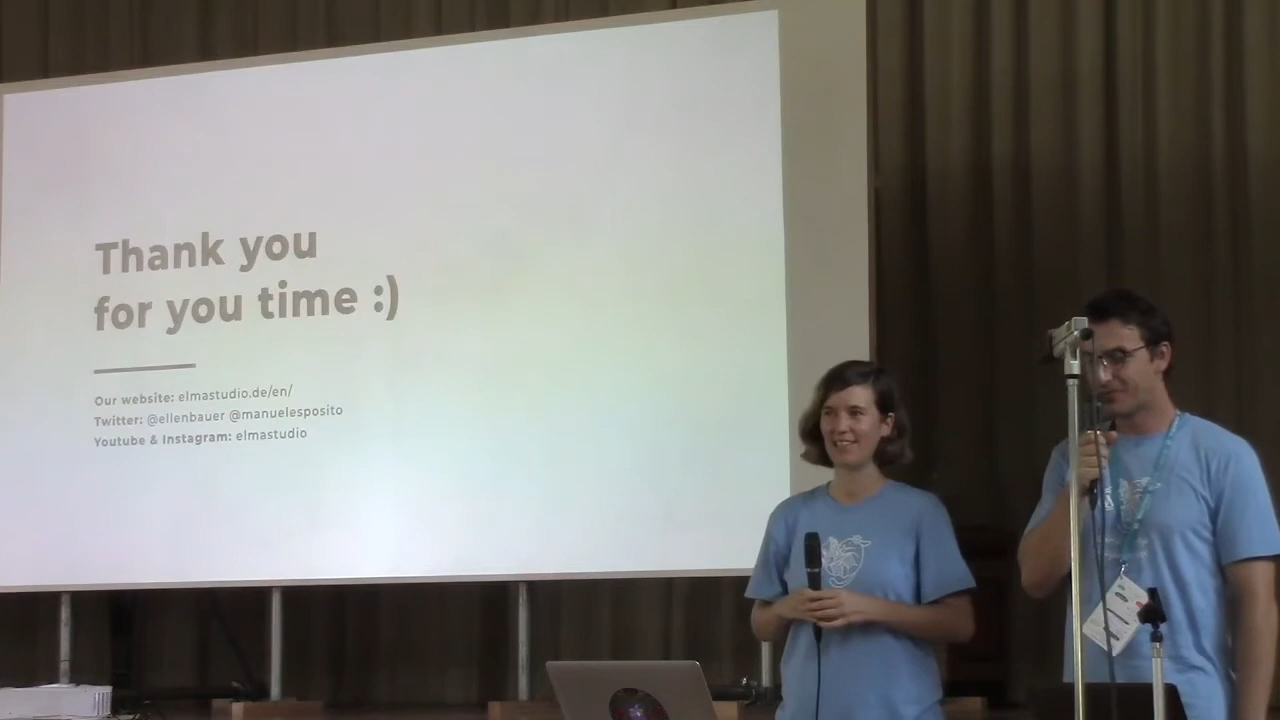 Thank you
for you time :)
Our website: elmastudio.de/en/
Twitter: @ellenbauer @manuelesposito
Youtube & Instagram: elmastudio